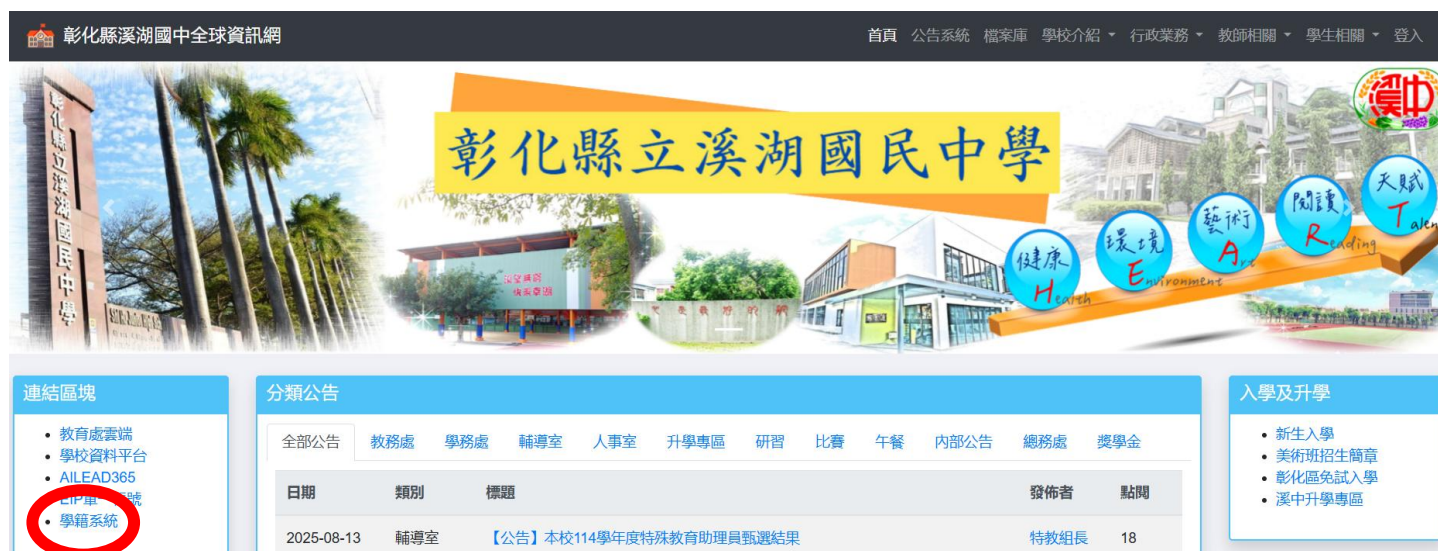 彰化縣溪湖國中全球資訊網
首頁 公告系統 檔案庫 學校介紹 行政業務 教師相關 學生相關 登入
彰化縣立溪湖國民中學
彰化縣立溪湖國民中學
溪中
健康
Health
環境
Environment
藝術
Art
閱讀
Reading
天賦
Talen
連結區塊
教育處雲端
學校資料平台
AILEAD365
學籍系統
分類公告
全部公告 教務處 學務處 輔導室 人事室 升學專區 研習 比賽 午餐 內部公告 總務處 獎學金
日期 類別 標題 發佈者 點閱
2025-08-13 輔導室 【公告】本校114學年度特殊教育助理員甄選結果 特教組長 18
入學及升學
新生入學
美術班招生簡章
彰化區免試入學
溪中升學專區